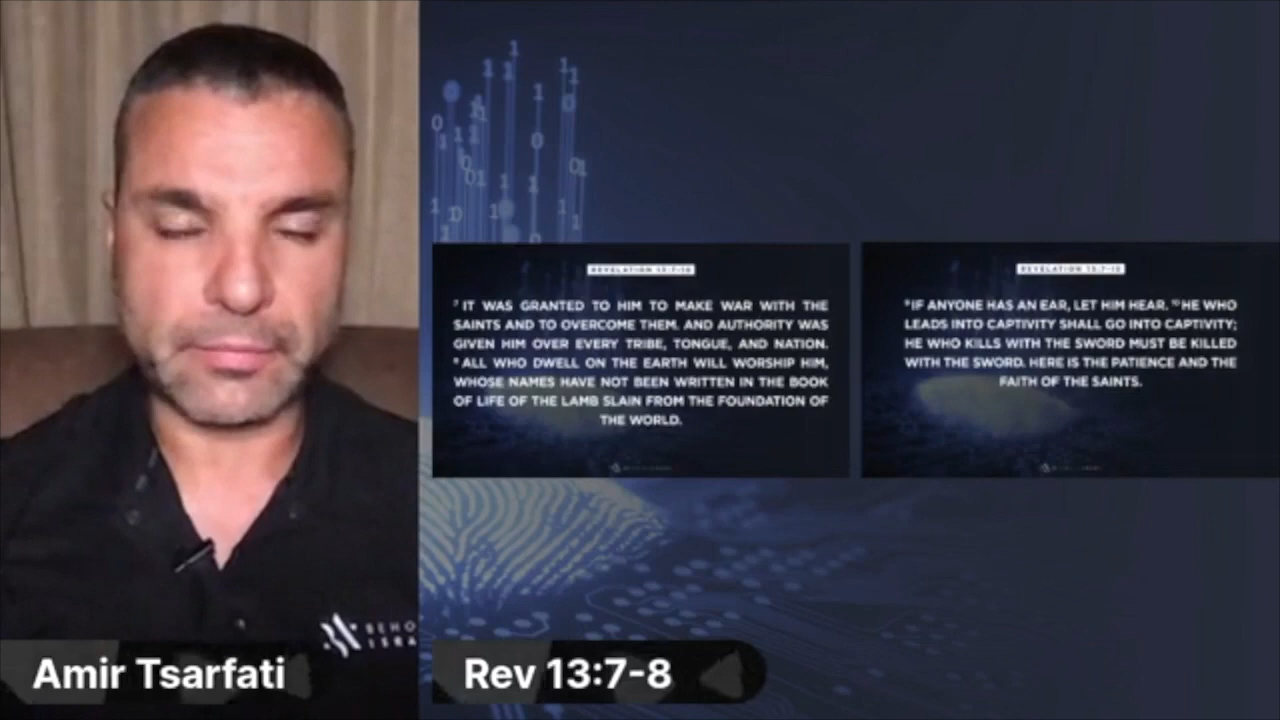 REVELATION 13:7-10
⁷ IT WAS GRANTED TO HIM TO MAKE WAR WITH THE
SAINTS AND TO OVERCOME THEM. AND AUTHORITY WAS
GIVEN HIM OVER EVERY TRIBE, TONGUE, AND NATION.
⁸ ALL WHO DWELL ON THE EARTH WILL WORSHIP HIM,
WHOSE NAMES HAVE NOT BEEN WRITTEN IN THE BOOK
OF LIFE OF THE LAMB SLAIN FROM THE FOUNDATION OF
THE WORLD.
REVELATION 13:7-10
⁹ IF ANYONE HAS AN EAR, LET HIM HEAR. ¹⁰ HE WHO
LEADS INTO CAPTIVITY SHALL GO INTO CAPTIVITY;
HE WHO KILLS WITH THE SWORD MUST BE KILLED
WITH THE SWORD. HERE IS THE PATIENCE AND THE
FAITH OF THE SAINTS.
BEHO
ISRA
Amir Tsarfati
Rev 13:7-8